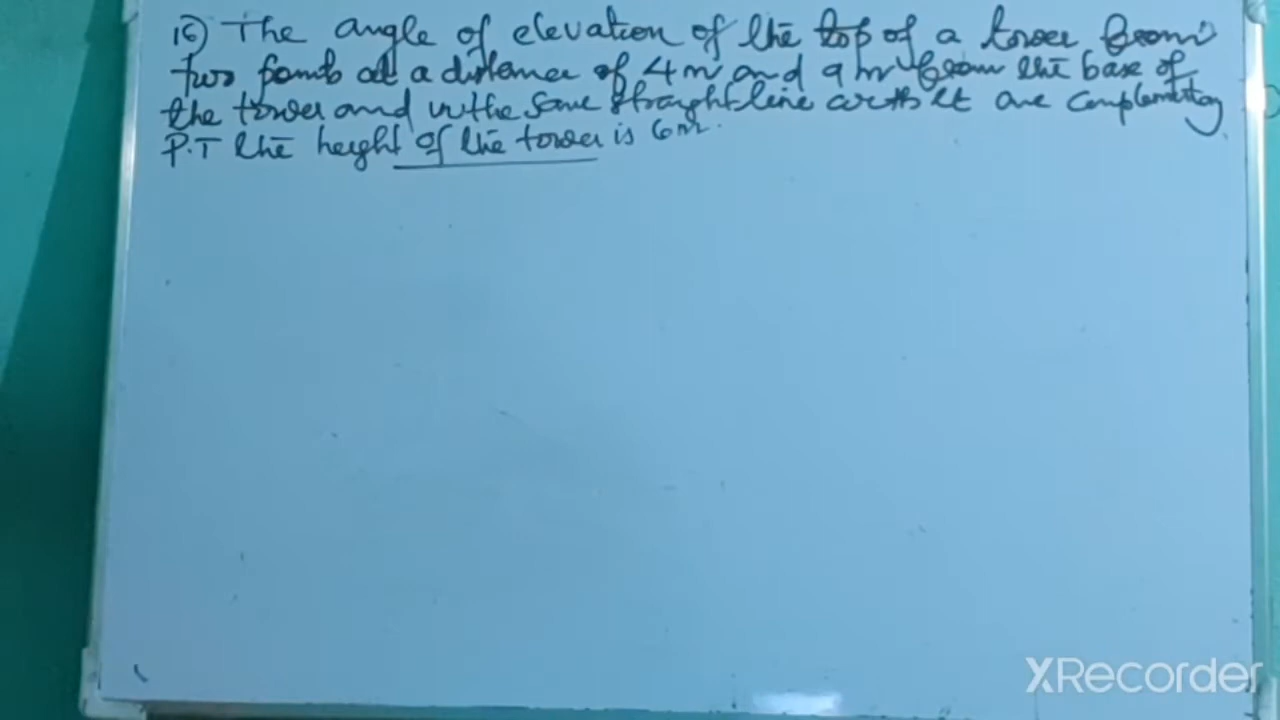 16) The angle of elevation of the top of a tower from
two points at a distance of 4 m and 9 m from the base of
the tower and in the same straight line with it are complementary
P.T the height of the tower is 6m.
XRecorder